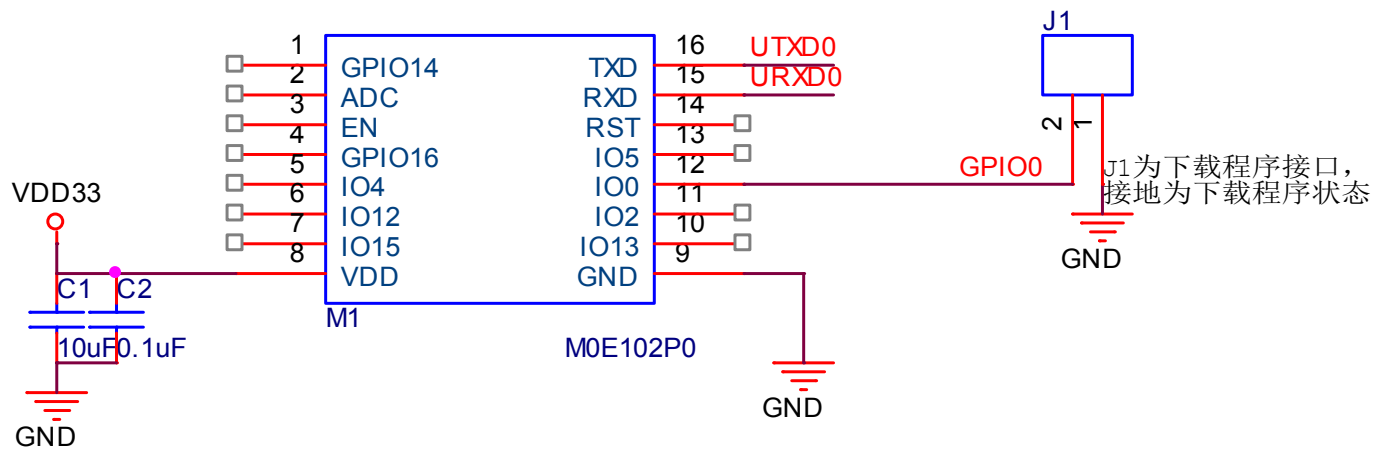 J1
1
16
UTXD0
GPIO14
TXD
2
15
URXD0
ADC
RXD
3
14
EN
RST
4
13
GPIO16
IO5
2
1
5
12
GPIO0
J1为下载程序接口,
接地为下载程序状态
IO4
IO0
VDD33
6
11
IO12
IO2
7
10
IO15
IO13
8
9
GND
VDD
GND
C1
C2
M1
10uF
0.1uF
M0E102P0
GND
GND